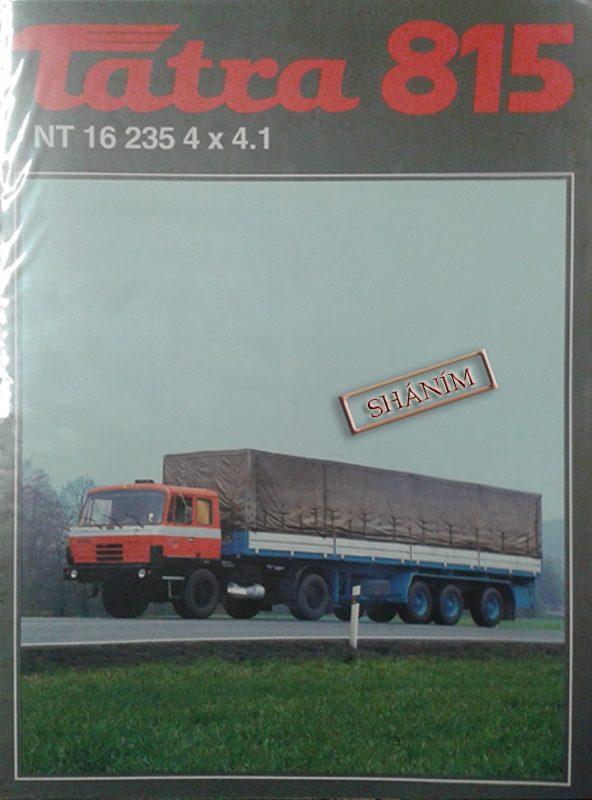 Tatra 815
NT 16 235 4 x 4.1
SHÁNÍM